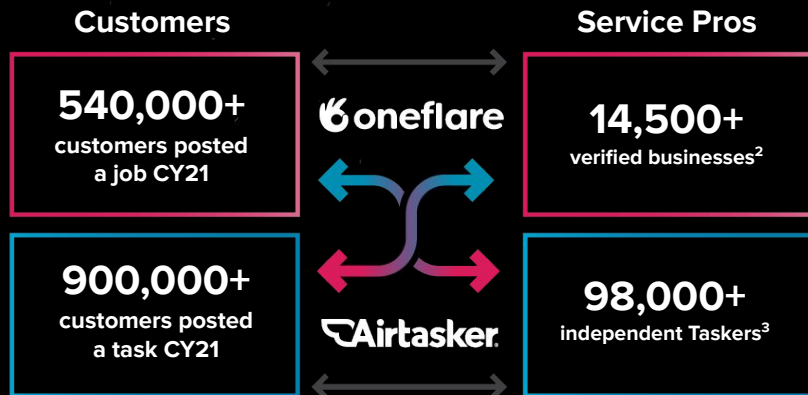 Customers
Service Pros
540,000+
customers posted
a job CY21
oneflare
14,500+
verified businesses²
900,000+
customers posted
a task CY21
Airtasker
98,000+
independent Taskers³